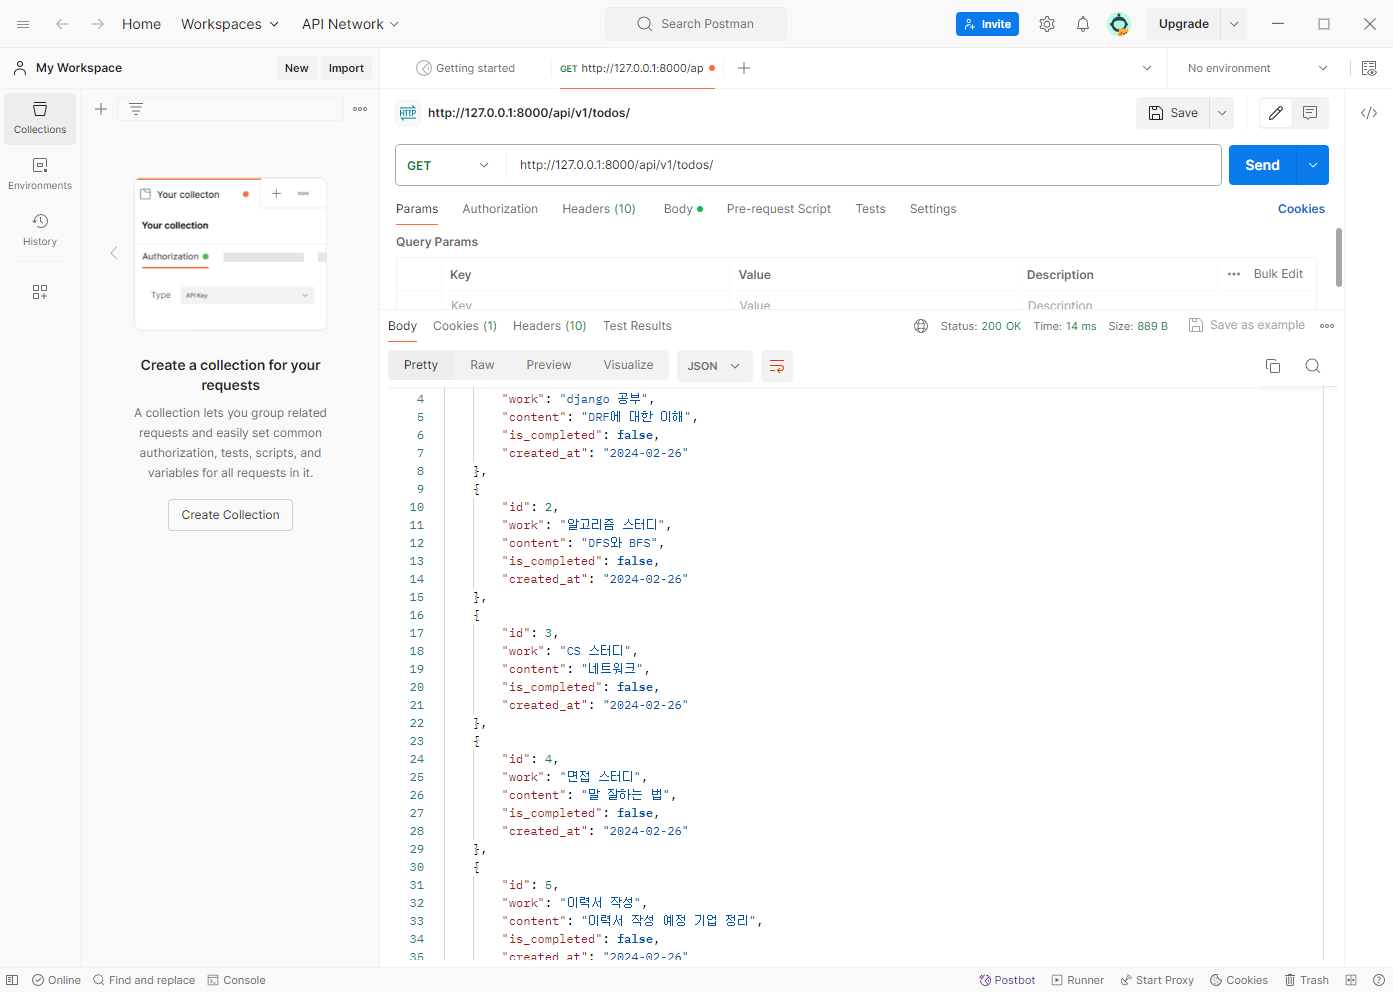 Home Workspaces API Network Search Postman Invite Upgrade
My Workspace New Import Getting started GET http://127.0.0.1:8000/ap No environment
Collections
Environments
History
Your collecton
Your collection
Authorization
Type API Key
Create a collection for your
requests
A collection lets you group related
requests and easily set common
authorization, tests, scripts, and
variables for all requests in it.
Create Collection
HTTP http://127.0.0.1:8000/api/v1/todos/ Save
GET http://127.0.0.1:8000/api/v1/todos/ Send
Params Authorization Headers (10) Body Pre-request Script Tests Settings Cookies
Query Params
Key Value Description Bulk Edit
Key Value Description
Body Cookies (1) Headers (10) Test Results Status: 200 OK Time: 14 ms Size: 889 B Save as example
Pretty Raw Preview Visualize JSON
4 "work": "django 공부",
5 "content": "DRF에 대한 이해",
6 "is_completed": false,
7 "created_at": "2024-02-26"
8 },
9 {
10 "id": 2,
11 "work": "알고리즘 스터디",
12 "content": "DFS와 BFS",
13 "is_completed": false,
14 "created_at": "2024-02-26"
15 },
16 {
17 "id": 3,
18 "work": "CS 스터디",
19 "content": "네트워크",
20 "is_completed": false,
21 "created_at": "2024-02-26"
22 },
23 {
24 "id": 4,
25 "work": "면접 스터디",
26 "content": "말 잘하는 법",
27 "is_completed": false,
28 "created_at": "2024-02-26"
29 },
30 {
31 "id": 5,
32 "work": "이력서 작성",
33 "content": "이력서 작성 예정 기업 정리",
34 "is_completed": false,
35 "created_at": "2024-02-26"
Online Find and replace Console Postbot Runner Start Proxy Cookies Trash